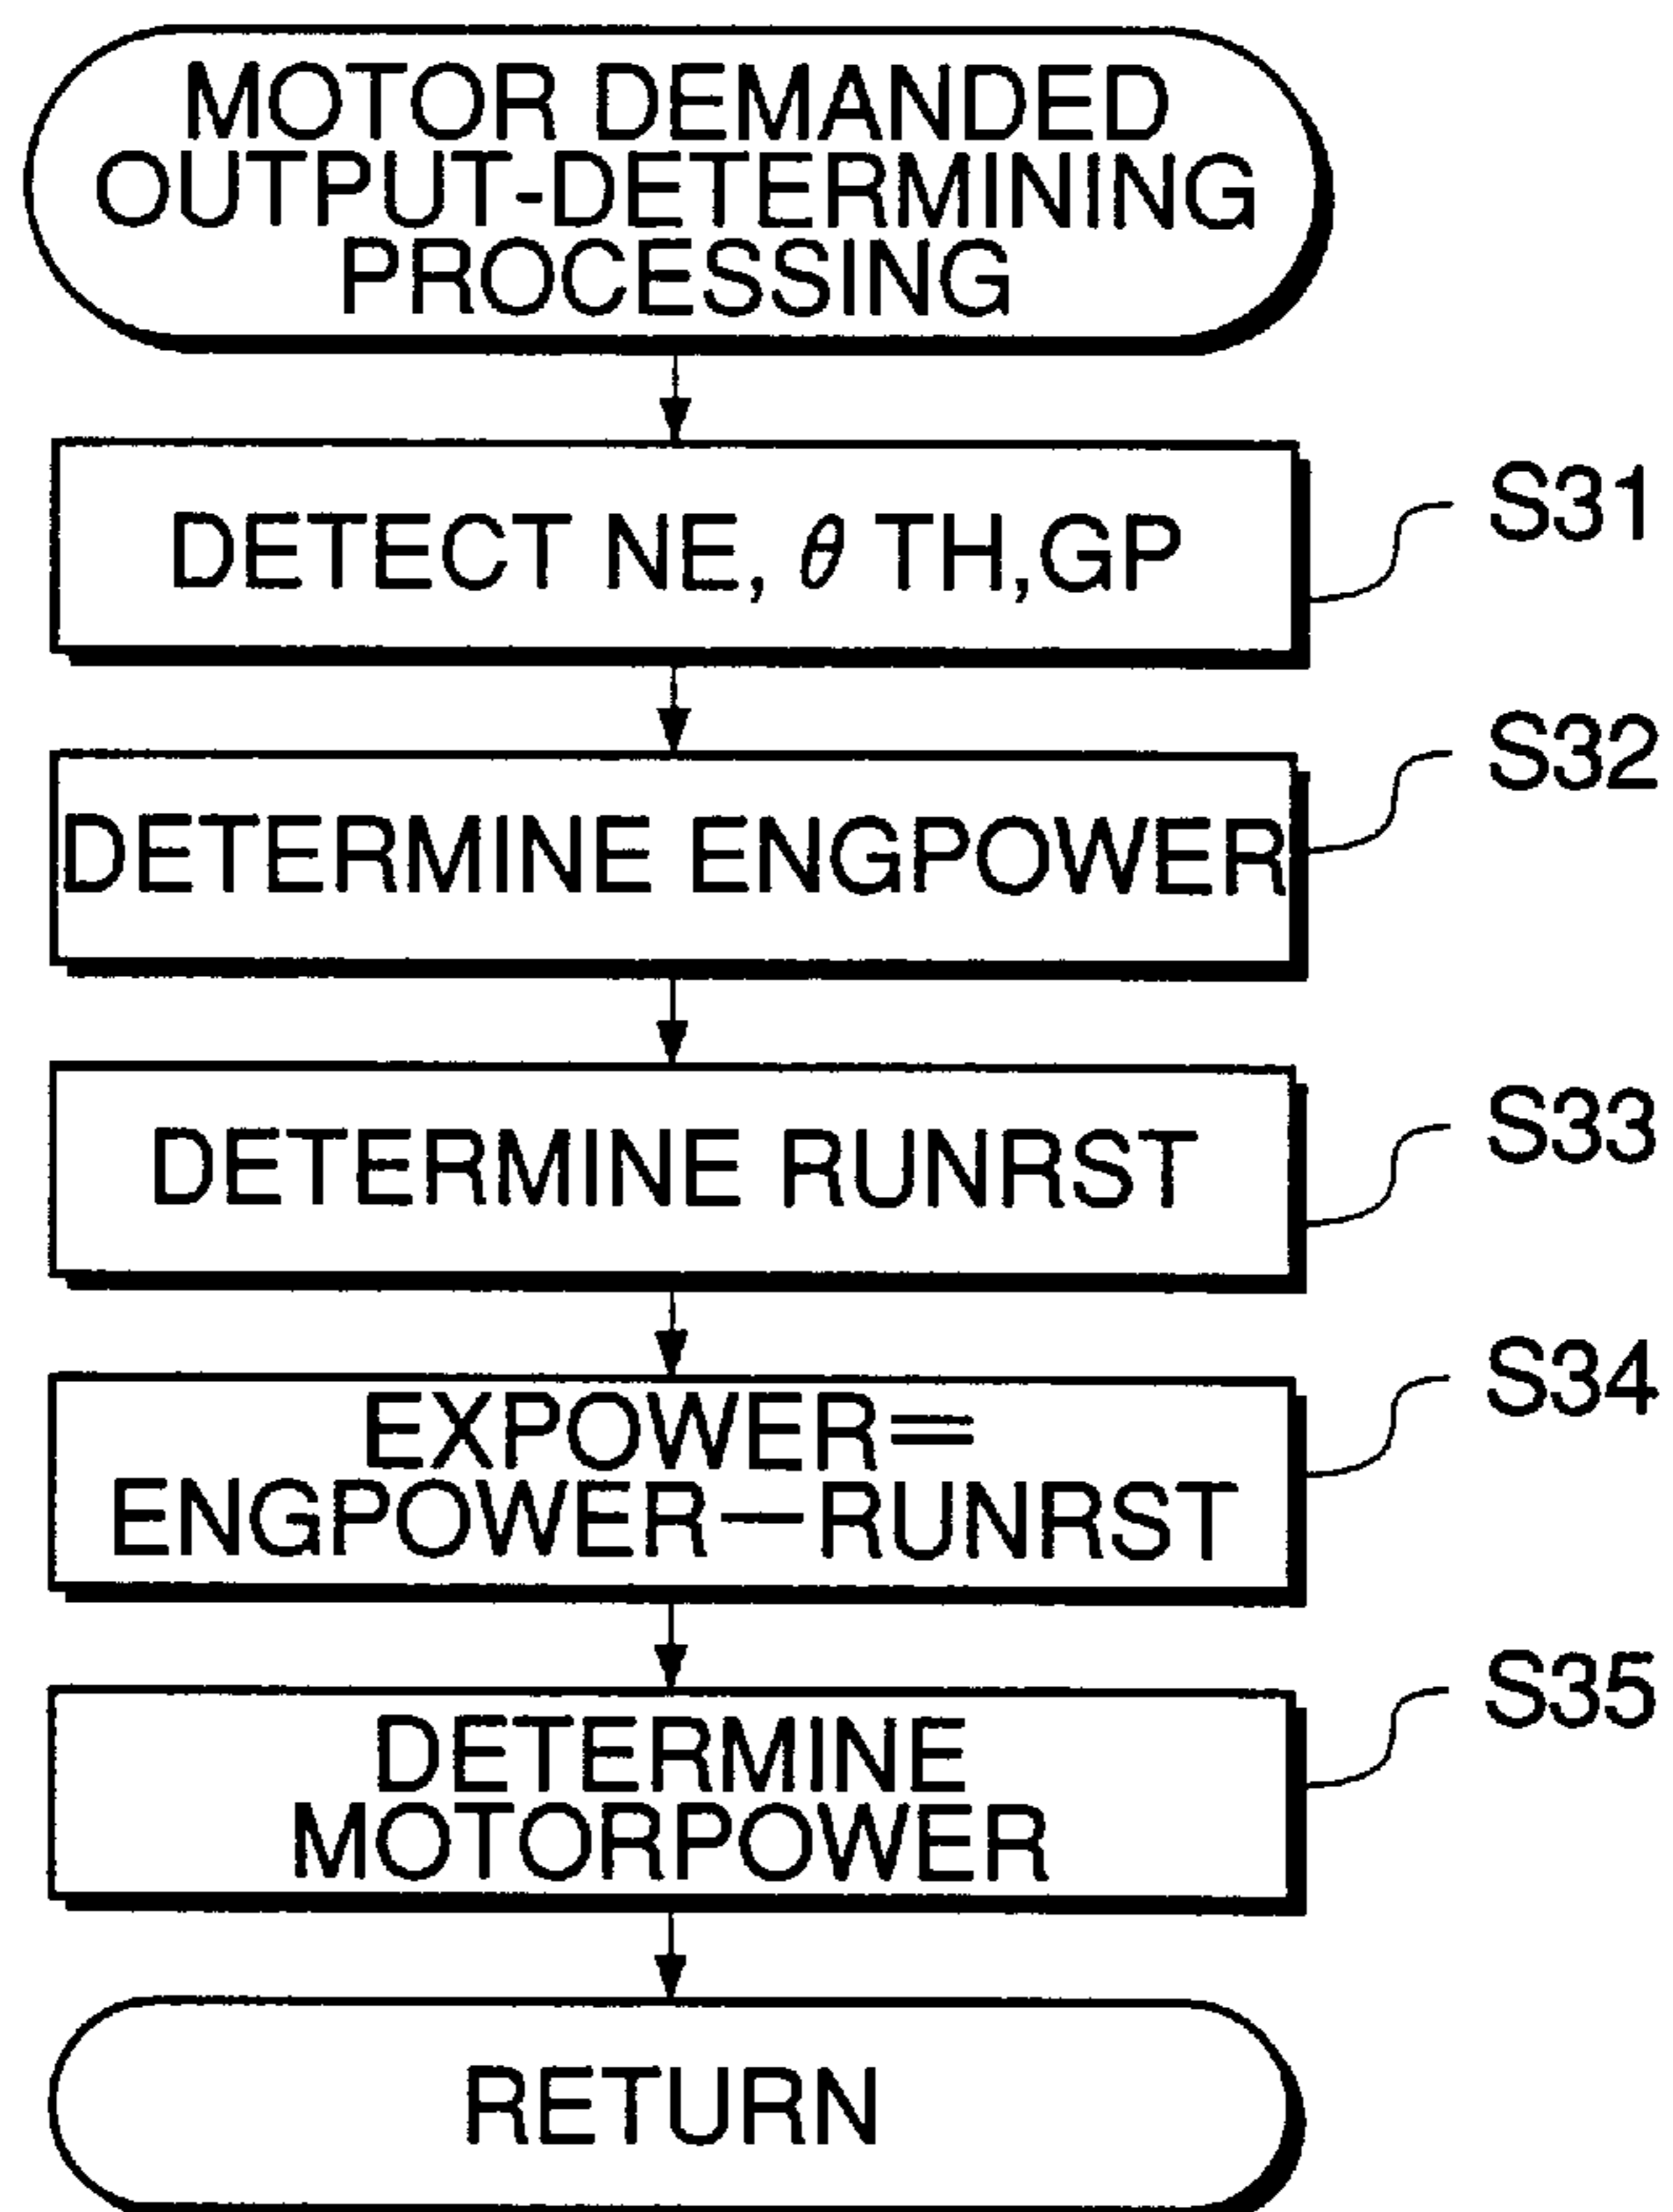 MOTOR DEMANDED
OUTPUT-DETERMINING
PROCESSING
DETECT NE, θ TH,GP
S31
DETERMINE ENGPOWER
S32
DETERMINE RUNRST
S33
EXPOWER=
ENGPOWER—RUNRST
S34
DETERMINE
MOTORPOWER
S35
RETURN